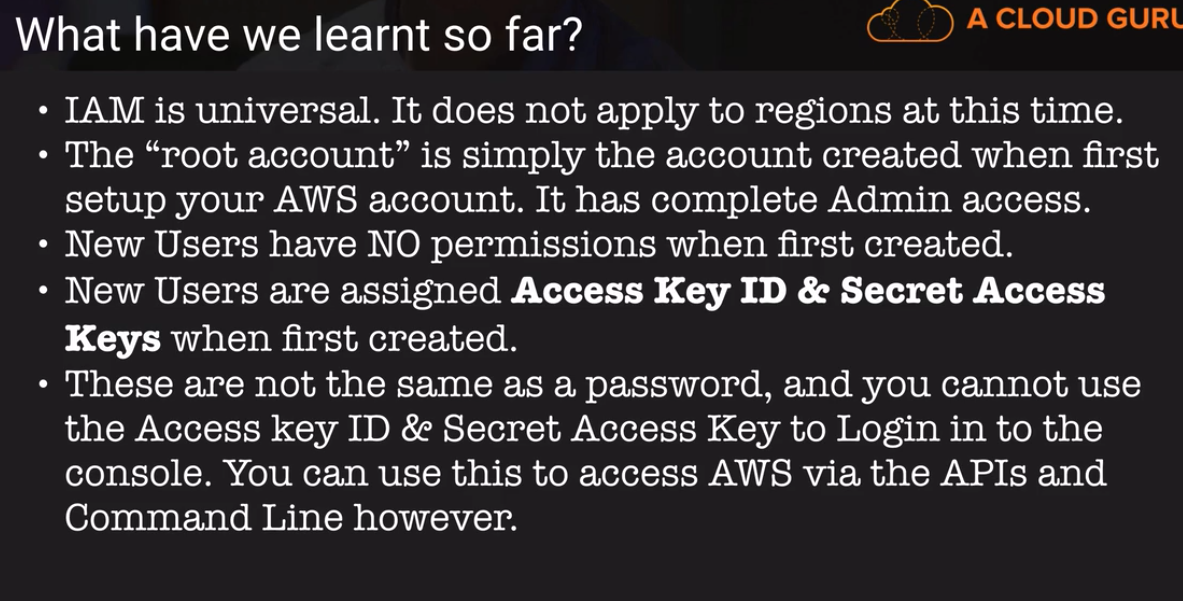 What have we learnt so far?
A CLOUD GURU
• IAM is universal. It does not apply to regions at this time.
• The “root account” is simply the account created when first
setup your AWS account. It has complete Admin access.
• New Users have NO permissions when first created.
• New Users are assigned Access Key ID & Secret Access
Keys when first created.
• These are not the same as a password, and you cannot use
the Access key ID & Secret Access Key to Login in to the
console. You can use this to access AWS via the APIs and
Command Line however.